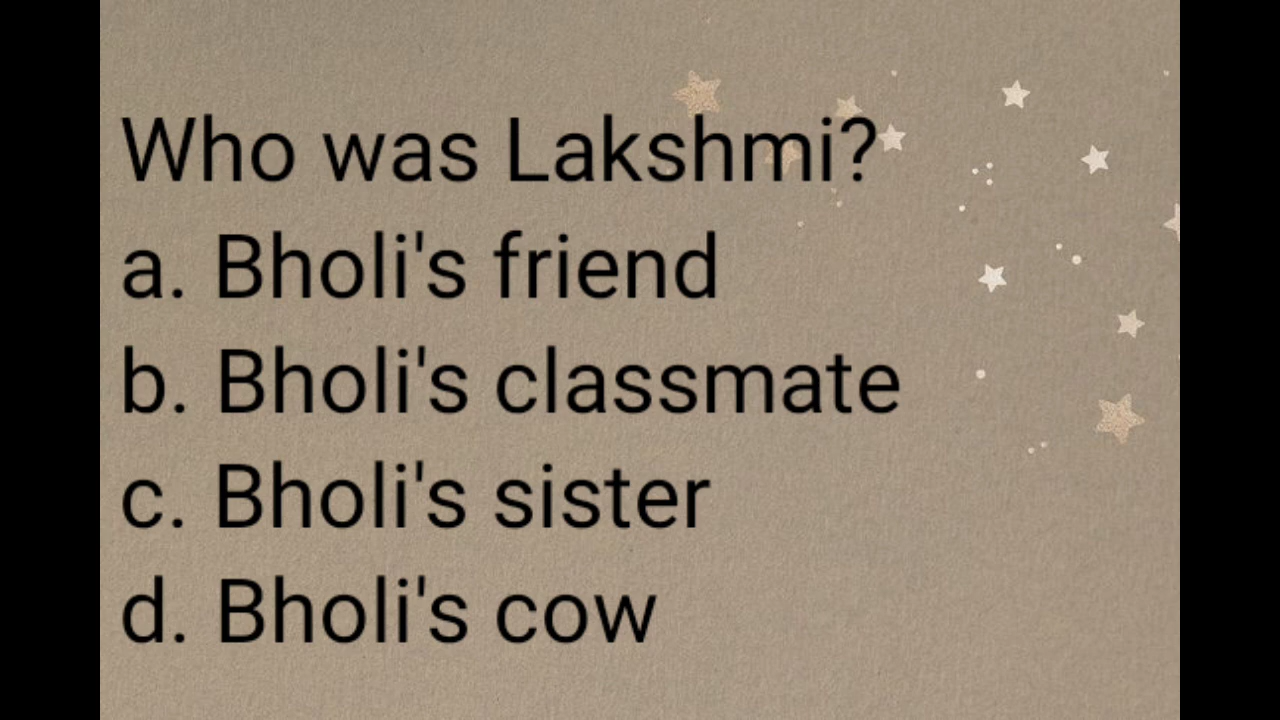 Who was Lakshmi?
a. Bholi's friend
b. Bholi's classmate
c. Bholi's sister
d. Bholi's cow